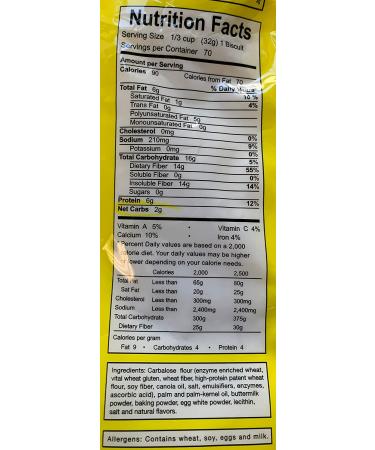 Nutrition Facts
Serving Size 1/3 cup (32g) 1 Biscuit
Servings per Container 70
Amount per Serving
Calories 90 Calories from Fat 70
% Daily Value*
Total Fat 6g 10 %
Saturated Fat 1g 4%
Trans Fat 0g
Polyunsaturated Fat 5g
Monounsaturated Fat 0g
Cholesterol 0mg 0%
Sodium 210mg 9%
Potassium 0mg 0%
Total Carbohydrate 16g 5%
Dietary Fiber 14g 55%
Soluble Fiber 0g 0%
Insoluble Fiber 14g 14%
Sugars 0g
Protein 6g 12%
Net Carbs 2g
Vitamin A 5% • Vitamin C 4%
Calcium 10% • Iron 4%
Percent Daily values are based on a 2,000
calorie diet. Your daily values may be higher
or lower depending on your calorie needs.
Calories 2,000 2,500
Total Fat Less than 65g 80g
Sat Fat Less than 20g 25g
Cholesterol Less than 300mg 300mg
Sodium Less than 2,400mg 2,400mg
Total Carbohydrate 300g 375g
Dietary Fiber 25g 30g
Calories per gram
Fat 9 • Carbohydrates 4 • Protein 4
Ingredients: Carbalose flour (enzyme enriched wheat,
vital wheat gluten, wheat fiber, high-protein patent wheat
flour, soy fiber, canola oil, salt, emulsifiers, enzymes,
ascorbic acid), palm and palm-kernel oil, buttermilk
powder, baking powder, egg white powder, lecithin,
salt and natural flavors.
Allergens: Contains wheat, soy, eggs and milk.